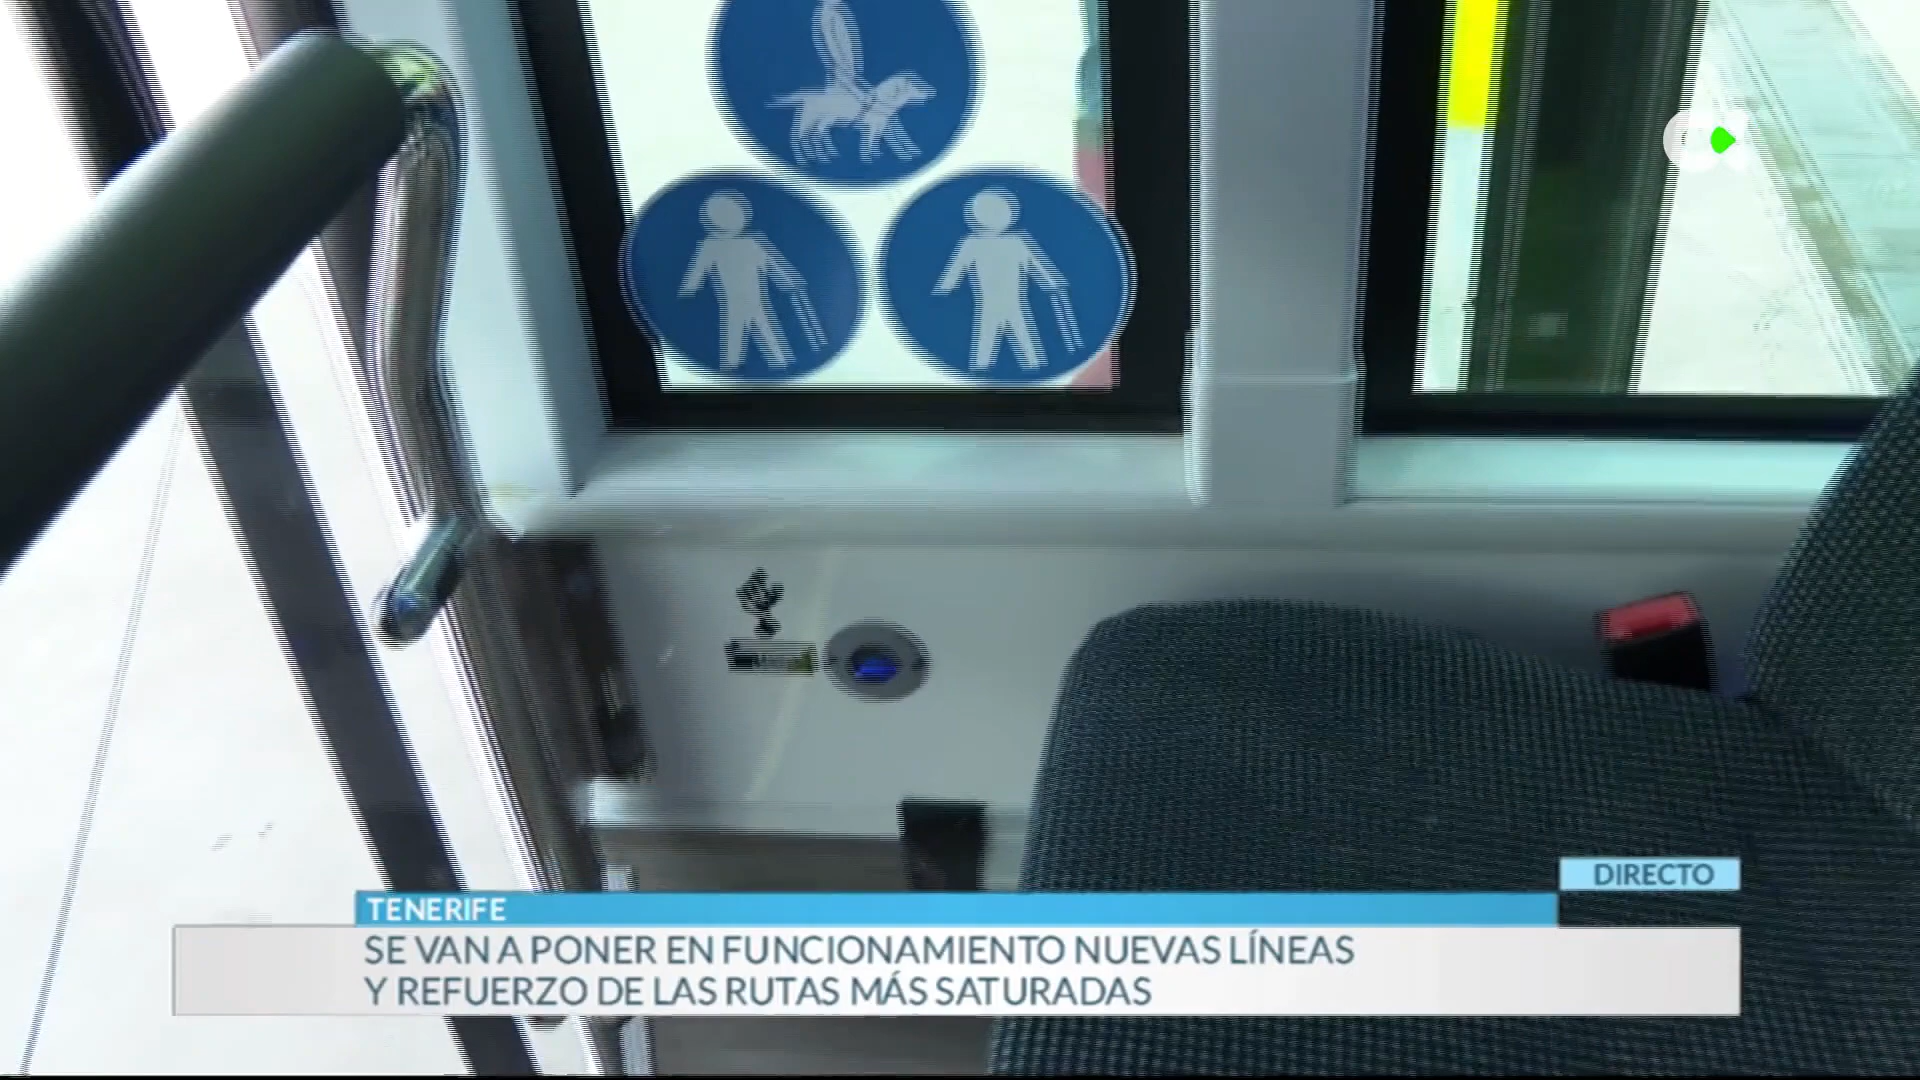 DIRECTO
TENERIFE
SE VAN A PONER EN FUNCIONAMIENTO NUEVAS LÍNEAS
Y REFUERZO DE LAS RUTAS MÁS SATURADAS